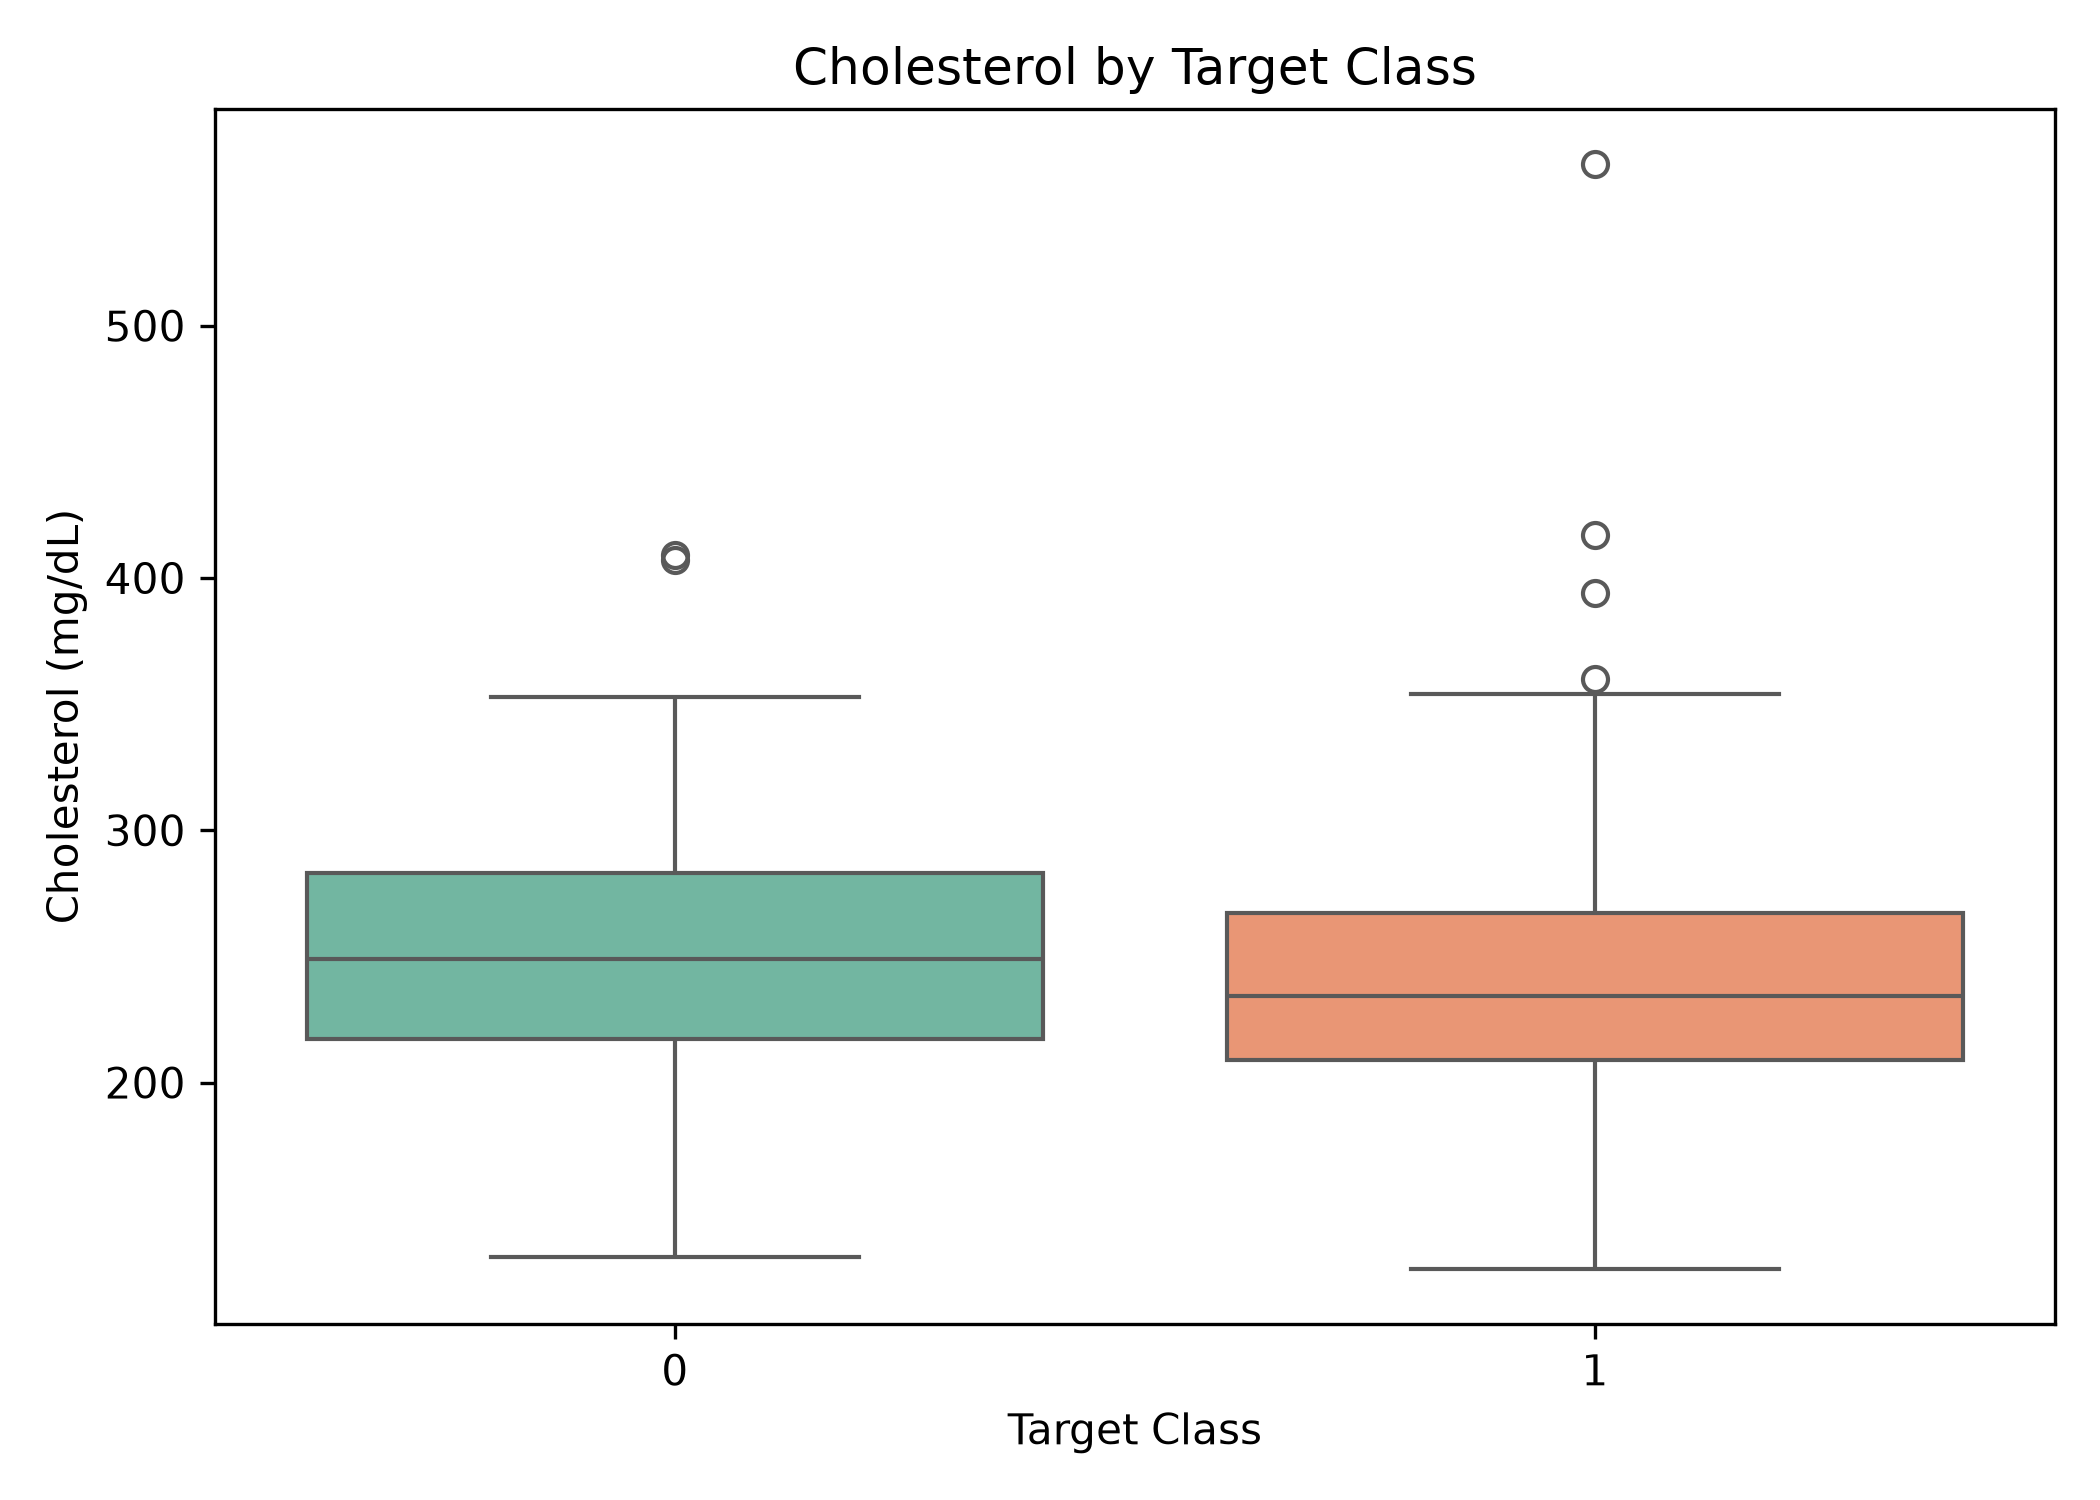 Cholesterol by Target Class
Cholesterol (mg/dL)
500
400
300
200
0
1
Target Class